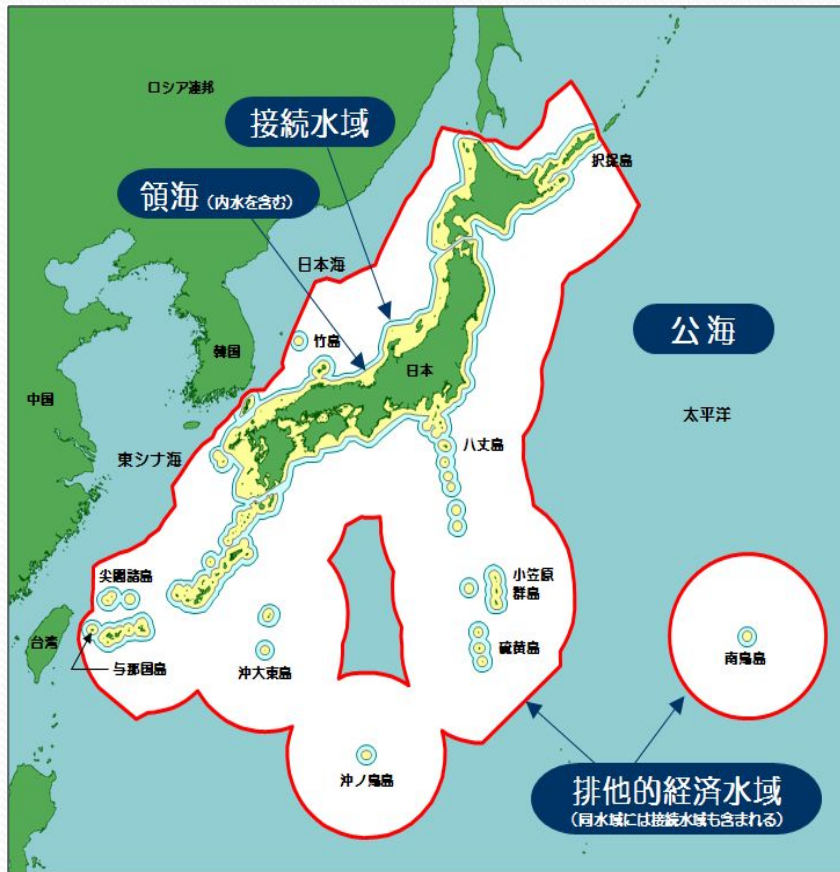 ロシア連邦
接続水域
択捉島
領海(内水を含む)
日本海
竹島
公海
韓国
日本
中国
太平洋
八丈島
東シナ海
尖閣諸島
小笠原
群島
台湾
硫黄島
南鳥島
与那国島
沖大東島
沖ノ鳥島
排他的経済水域
(同水域には接続水域も含まれる)